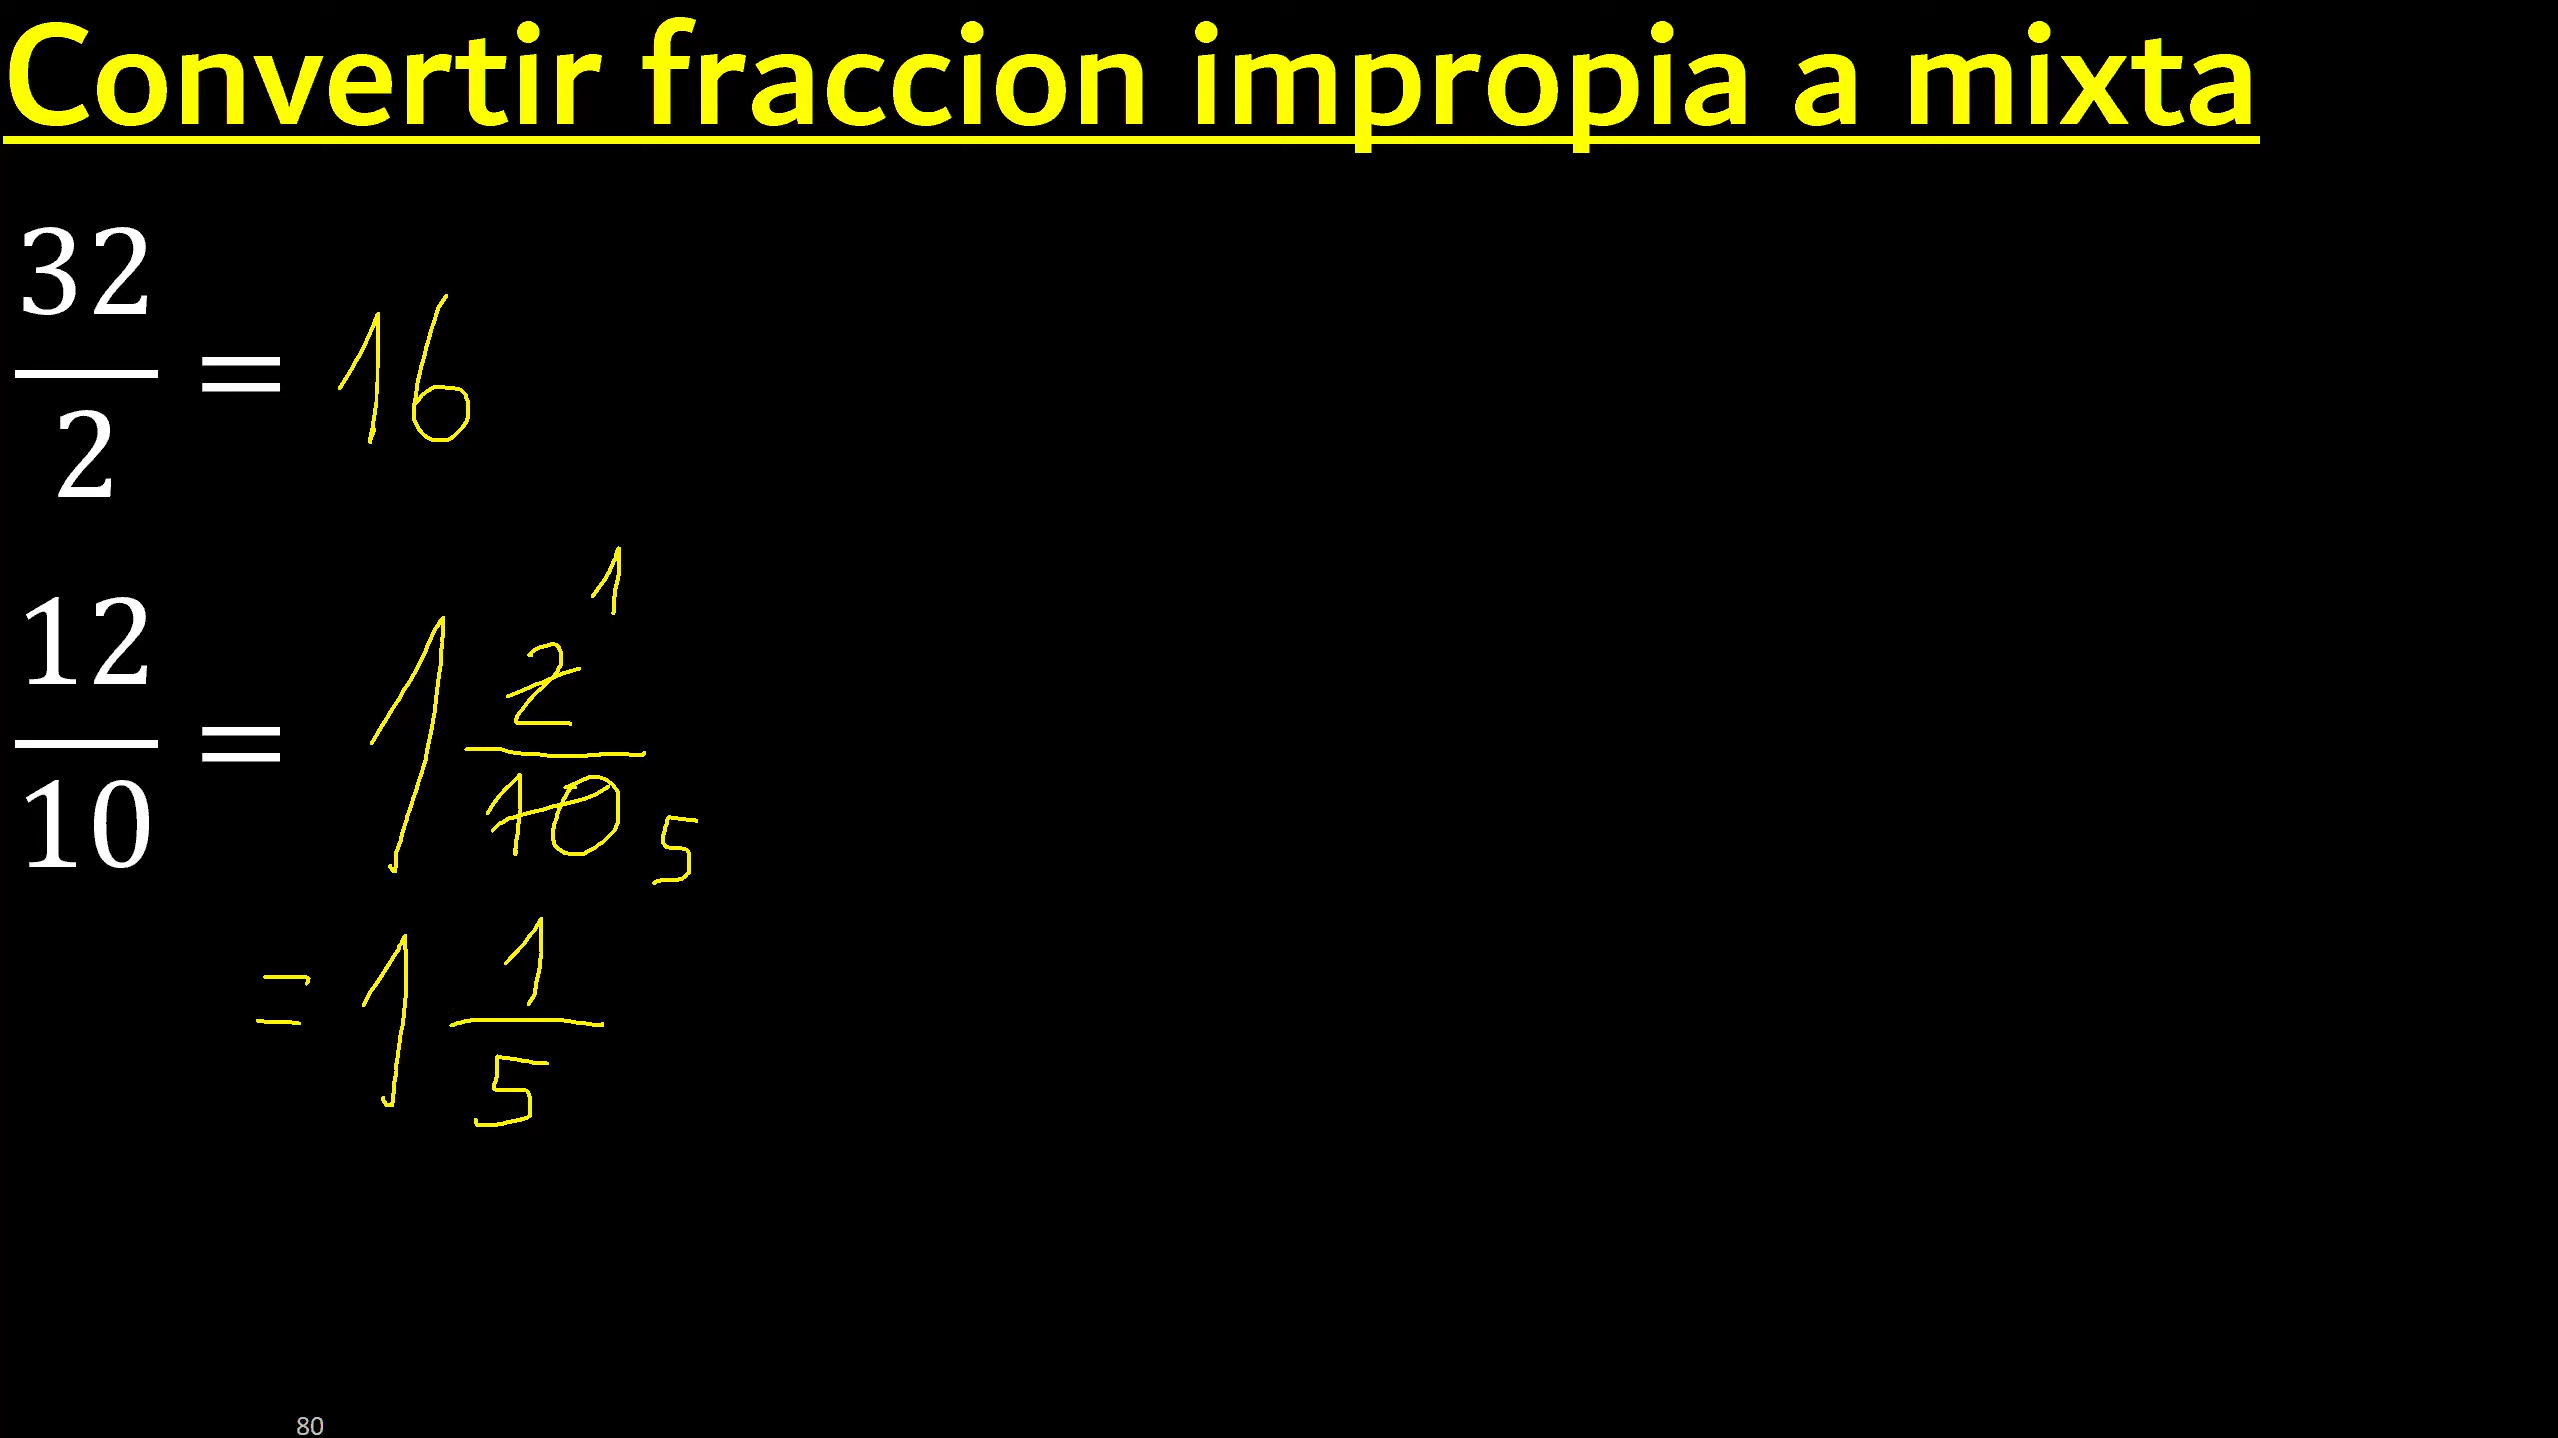 Convertir fraccion impropia a mixta
32/2 = 16
12/10 = 1 2/10 1 5
= 1 1/5
80